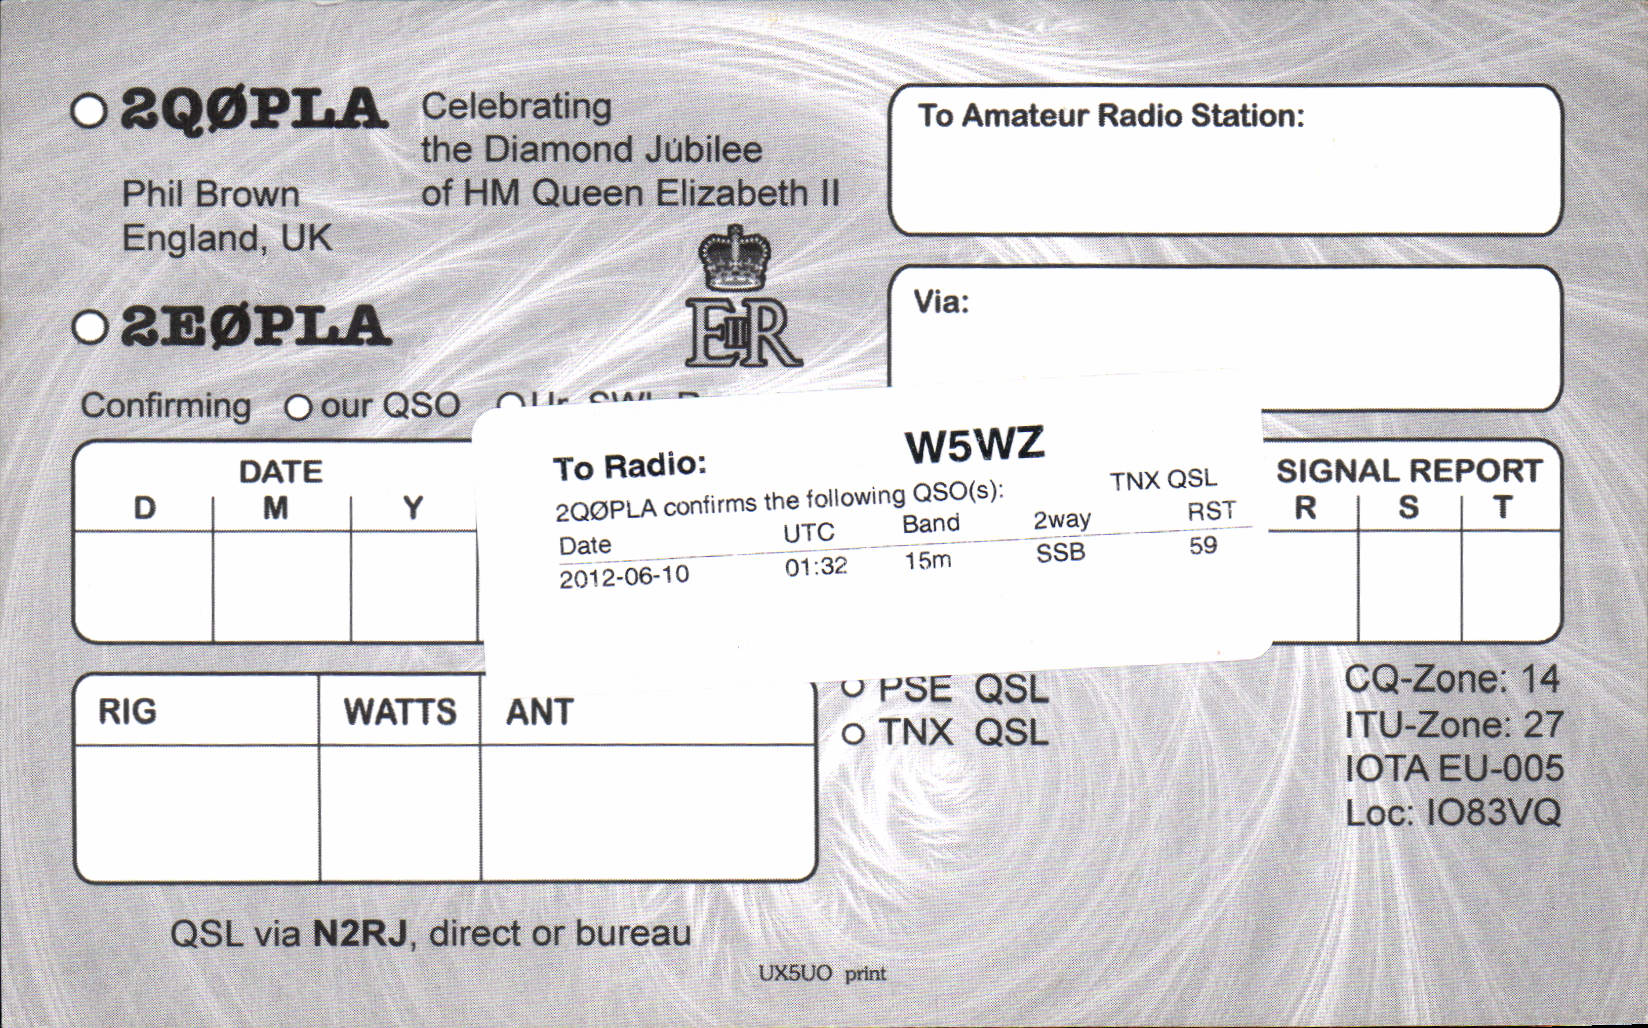 2QØPLA
Celebrating
the Diamond Jubilee
of HM Queen Elizabeth II
Phil Brown
England, UK
EIIR
2EØPLA
Confirming our QSO Ur SWL
To Amateur Radio Station:
Via:
DATE
D M Y
To Radio: W5WZ
2QØPLA confirms the following QSO(s): TNX QSL
Date UTC Band 2way RST
2012-06-10 01:32 15m SSB 59
SIGNAL REPORT
R S T
RIG WATTS ANT
PSE QSL
TNX QSL
CQ-Zone: 14
ITU-Zone: 27
IOTA EU-005
Loc: IO83VQ
QSL via N2RJ, direct or bureau
UX5UO print